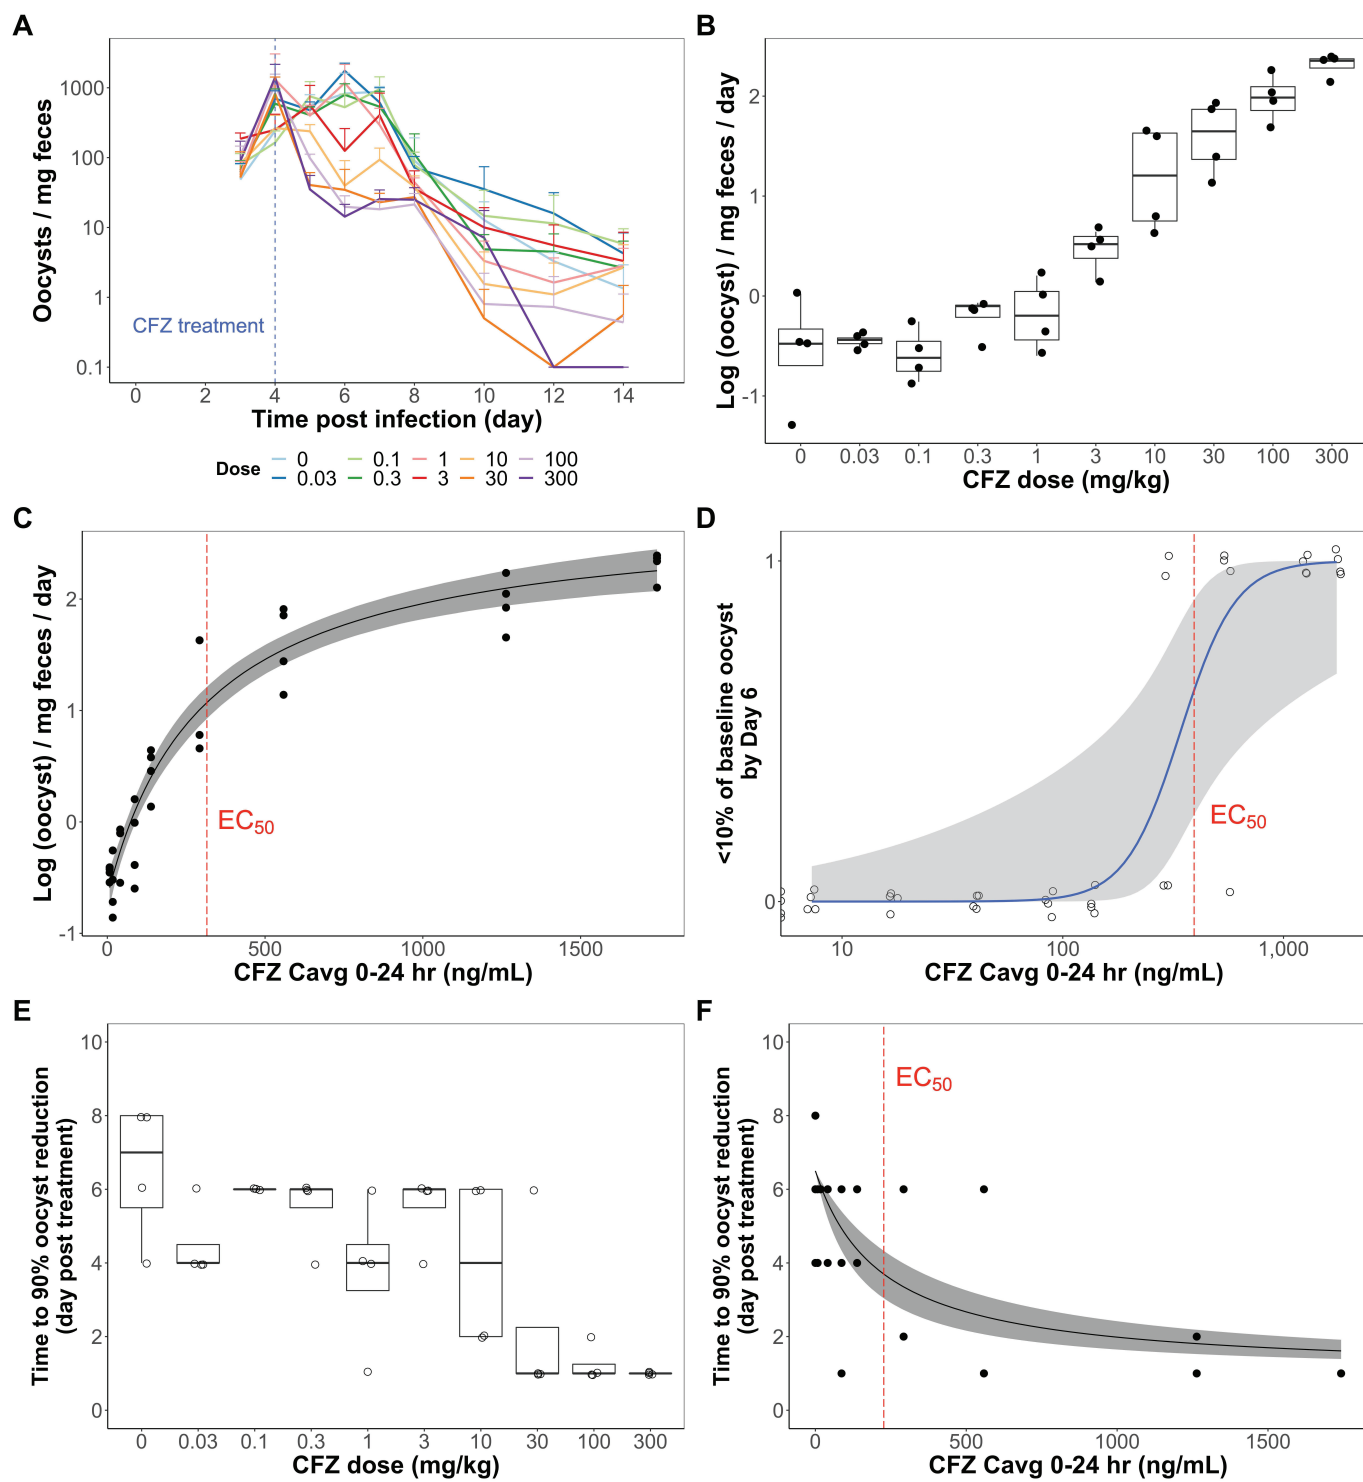 A
Oocysts / mg feces
1000
100
10
1
0.1
CFZ treatment
0 2 4 6 8 10 12 14
Time post infection (day)
Dose
0 0.1 1 10 100
0.03 0.3 3 30 300
B
Log (oocyst) / mg feces / day
2
1
0
-1
0 0.03 0.1 0.3 1 3 10 30 100 300
CFZ dose (mg/kg)
C
Log (oocyst) / mg feces / day
2
1
0
-1
EC50
0 500 1000 1500
CFZ Cavg 0-24 hr (ng/mL)
D
<10% of baseline oocyst
by Day 6
1
0
EC50
10 100 1,000
CFZ Cavg 0-24 hr (ng/mL)
E
Time to 90% oocyst reduction
(day post treatment)
10
8
6
4
2
0
0 0.03 0.1 0.3 1 3 10 30 100 300
CFZ dose (mg/kg)
F
Time to 90% oocyst reduction
(day post treatment)
10
8
6
4
2
0
EC50
0 500 1000 1500
CFZ Cavg 0-24 hr (ng/mL)